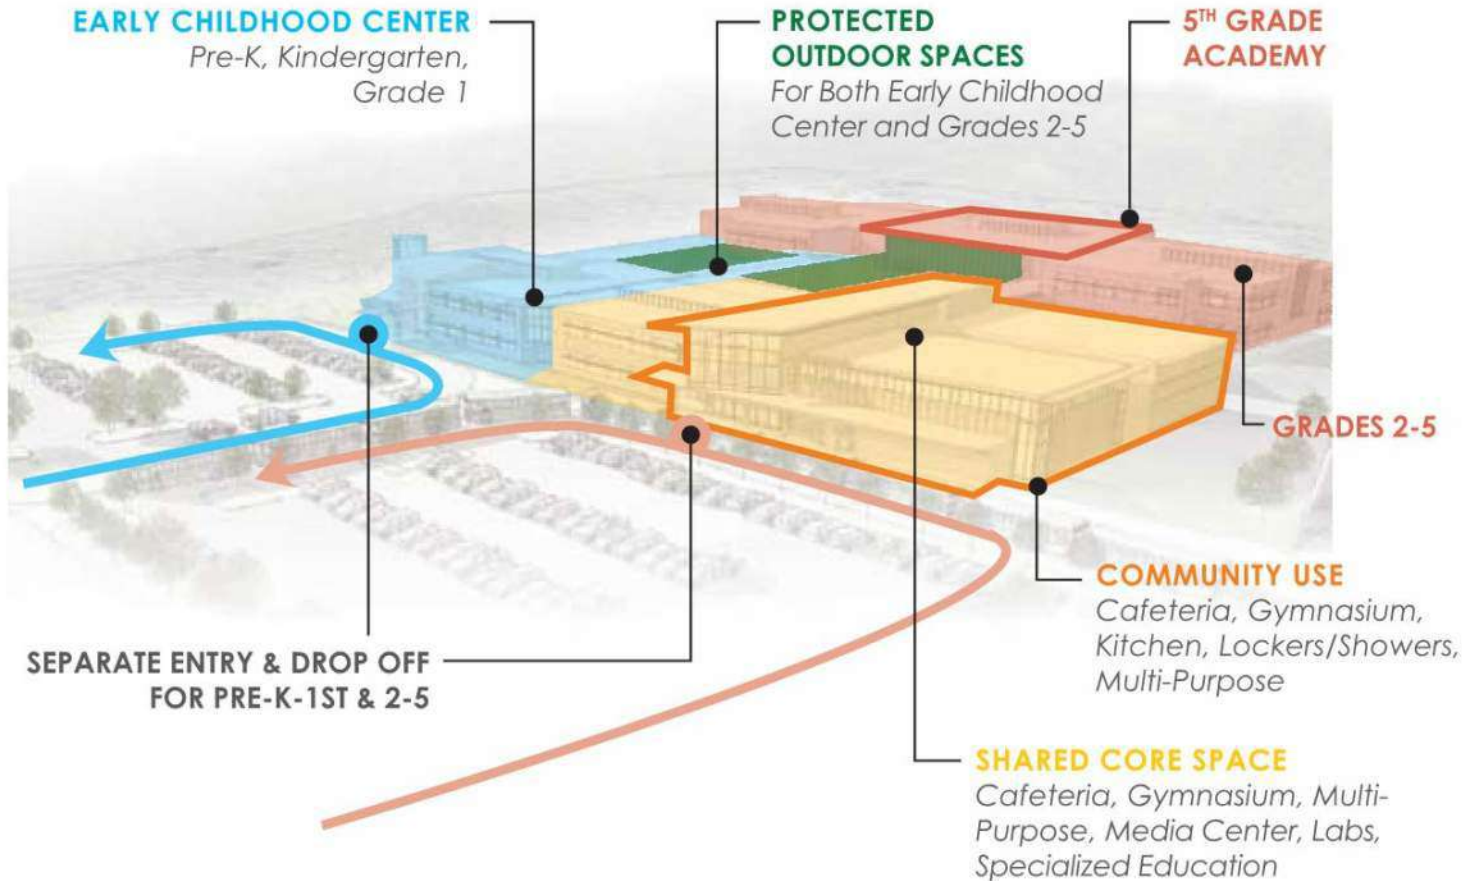 EARLY CHILDHOOD CENTER
Pre-K, Kindergarten,
Grade 1
PROTECTED
OUTDOOR SPACES
For Both Early Childhood
Center and Grades 2-5
5TH GRADE
ACADEMY
GRADES 2-5
COMMUNITY USE
Cafeteria, Gymnasium,
Kitchen, Lockers/Showers,
Multi-Purpose
SEPARATE ENTRY & DROP OFF
FOR PRE-K-1ST & 2-5
SHARED CORE SPACE
Cafeteria, Gymnasium, Multi-
Purpose, Media Center, Labs,
Specialized Education